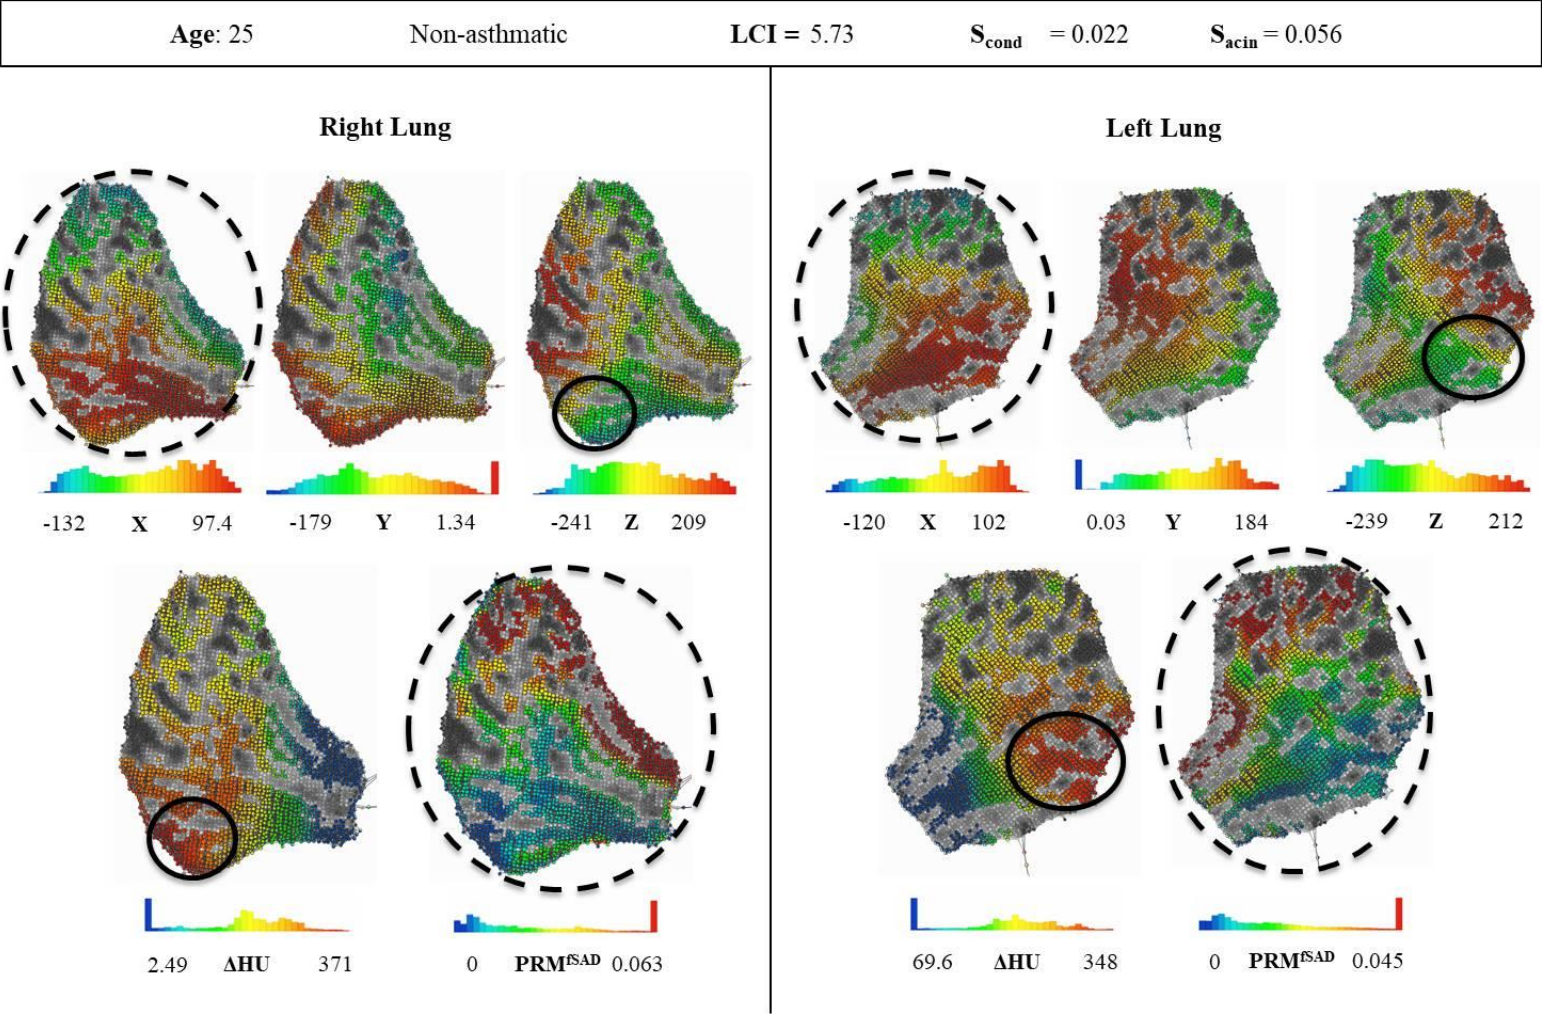 Age: 25 Non-asthmatic LCI = 5.73 Scond = 0.022 Sacin = 0.056
Right Lung
Left Lung
-132 X 97.4
-179 Y 1.34
-241 Z 209
-120 X 102
0.03 Y 184
-239 Z 212
2.49 ΔHU 371
0 PRMfSAD 0.063
69.6 ΔHU 348
0 PRMfSAD 0.045